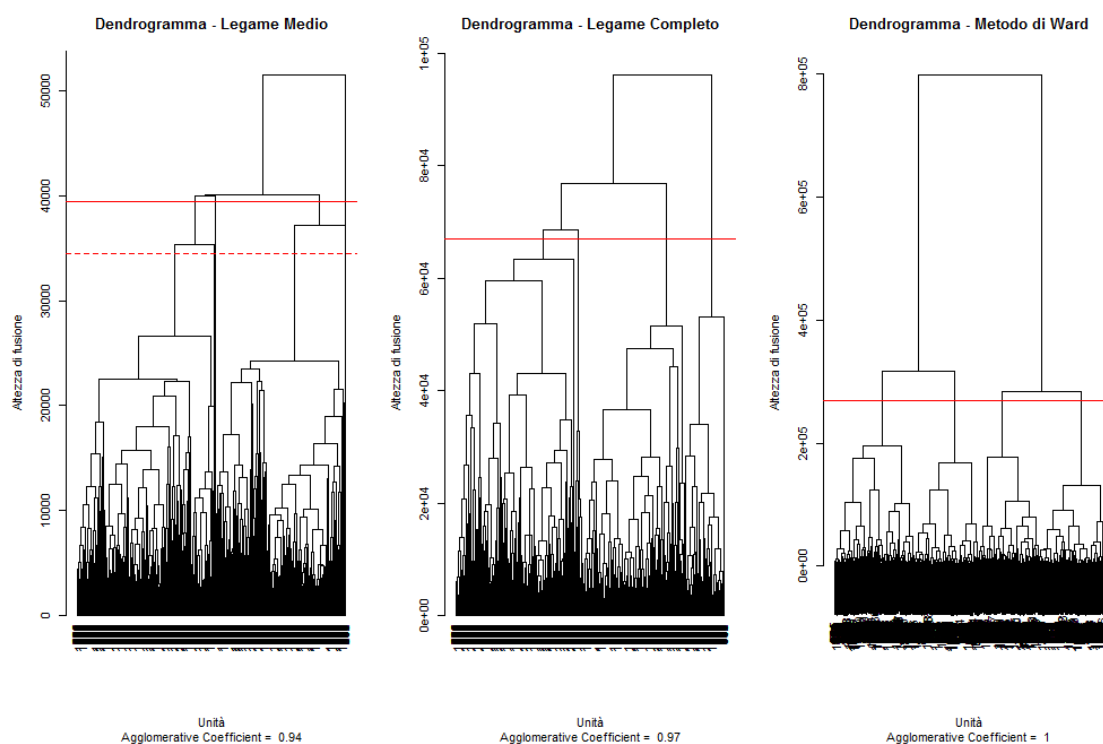 Dendrogramma - Legame Medio
Altezza di fusione
50000
40000
30000
20000
10000
0
Unità
Agglomerative Coefficient = 0.94
Dendrogramma - Legame Completo
Altezza di fusione
1e+05
8e+04
6e+04
4e+04
2e+04
0e+00
Unità
Agglomerative Coefficient = 0.97
Dendrogramma - Metodo di Ward
Altezza di fusione
8e+05
6e+05
4e+05
2e+05
0e+00
Unità
Agglomerative Coefficient = 1